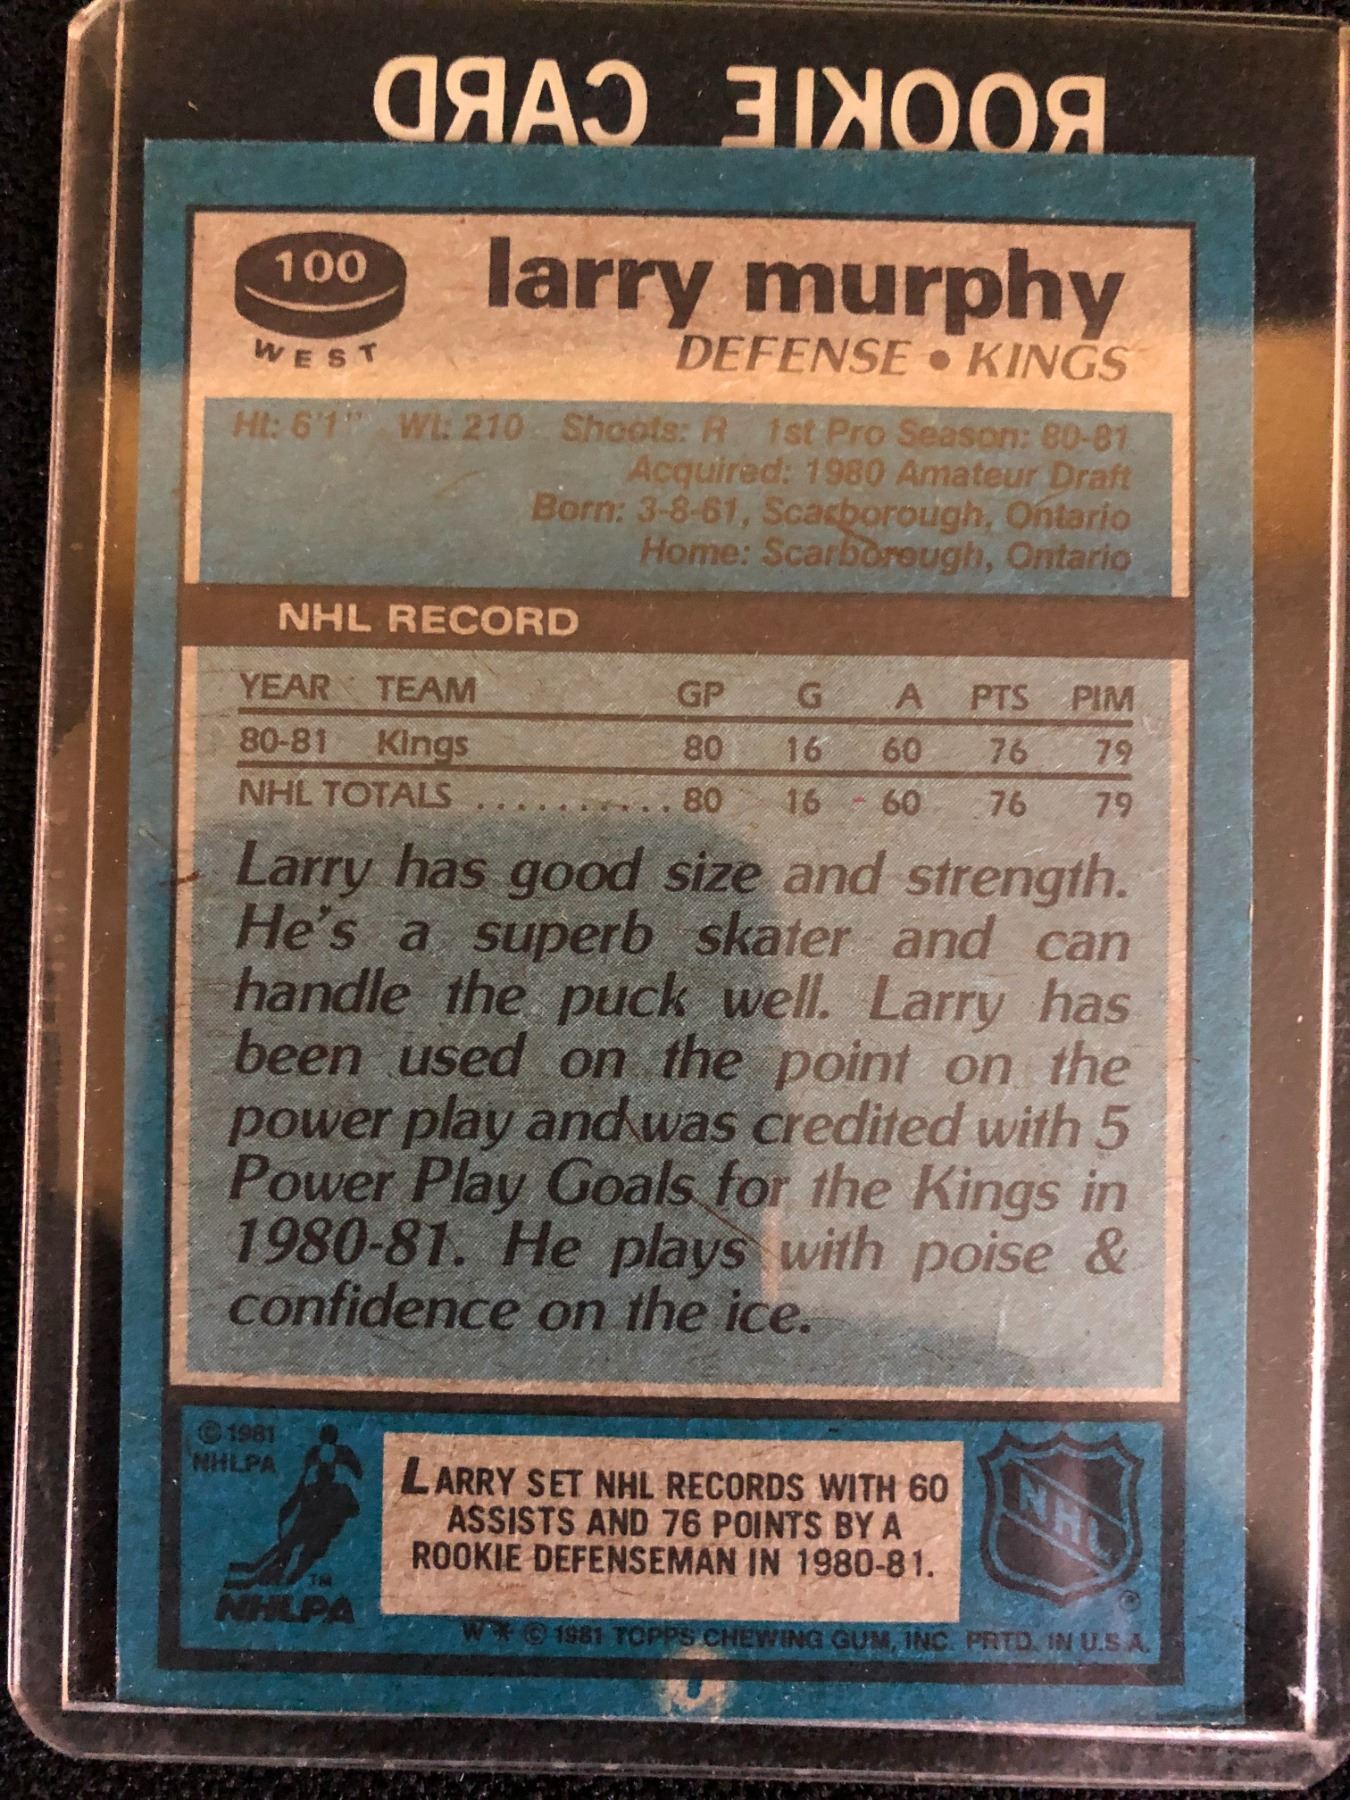 ROOKIE CARD
100
WEST
larry murphy
DEFENSE • KINGS
Ht: 6'1" Wt: 210 Shoots: R 1st Pro Season: 80-81
Acquired: 1980 Amateur Draft
Born: 3-8-61, Scarborough, Ontario
Home: Scarborough, Ontario
NHL RECORD
YEAR TEAM GP G A PTS PIM
80-81 Kings 80 16 60 76 79
NHL TOTALS .......... 80 16 60 76 79
Larry has good size and strength.
He's a superb skater and can
handle the puck well. Larry has
been used on the point on the
power play and was credited with 5
Power Play Goals for the Kings in
1980-81. He plays with poise &
confidence on the ice.
© 1981
NHLPA
TM
NHLPA
LARRY SET NHL RECORDS WITH 60
ASSISTS AND 76 POINTS BY A
ROOKIE DEFENSEMAN IN 1980-81.
NHL
®
W * © 1981 TOPPS CHEWING GUM, INC. PRTD. IN U.S.A.